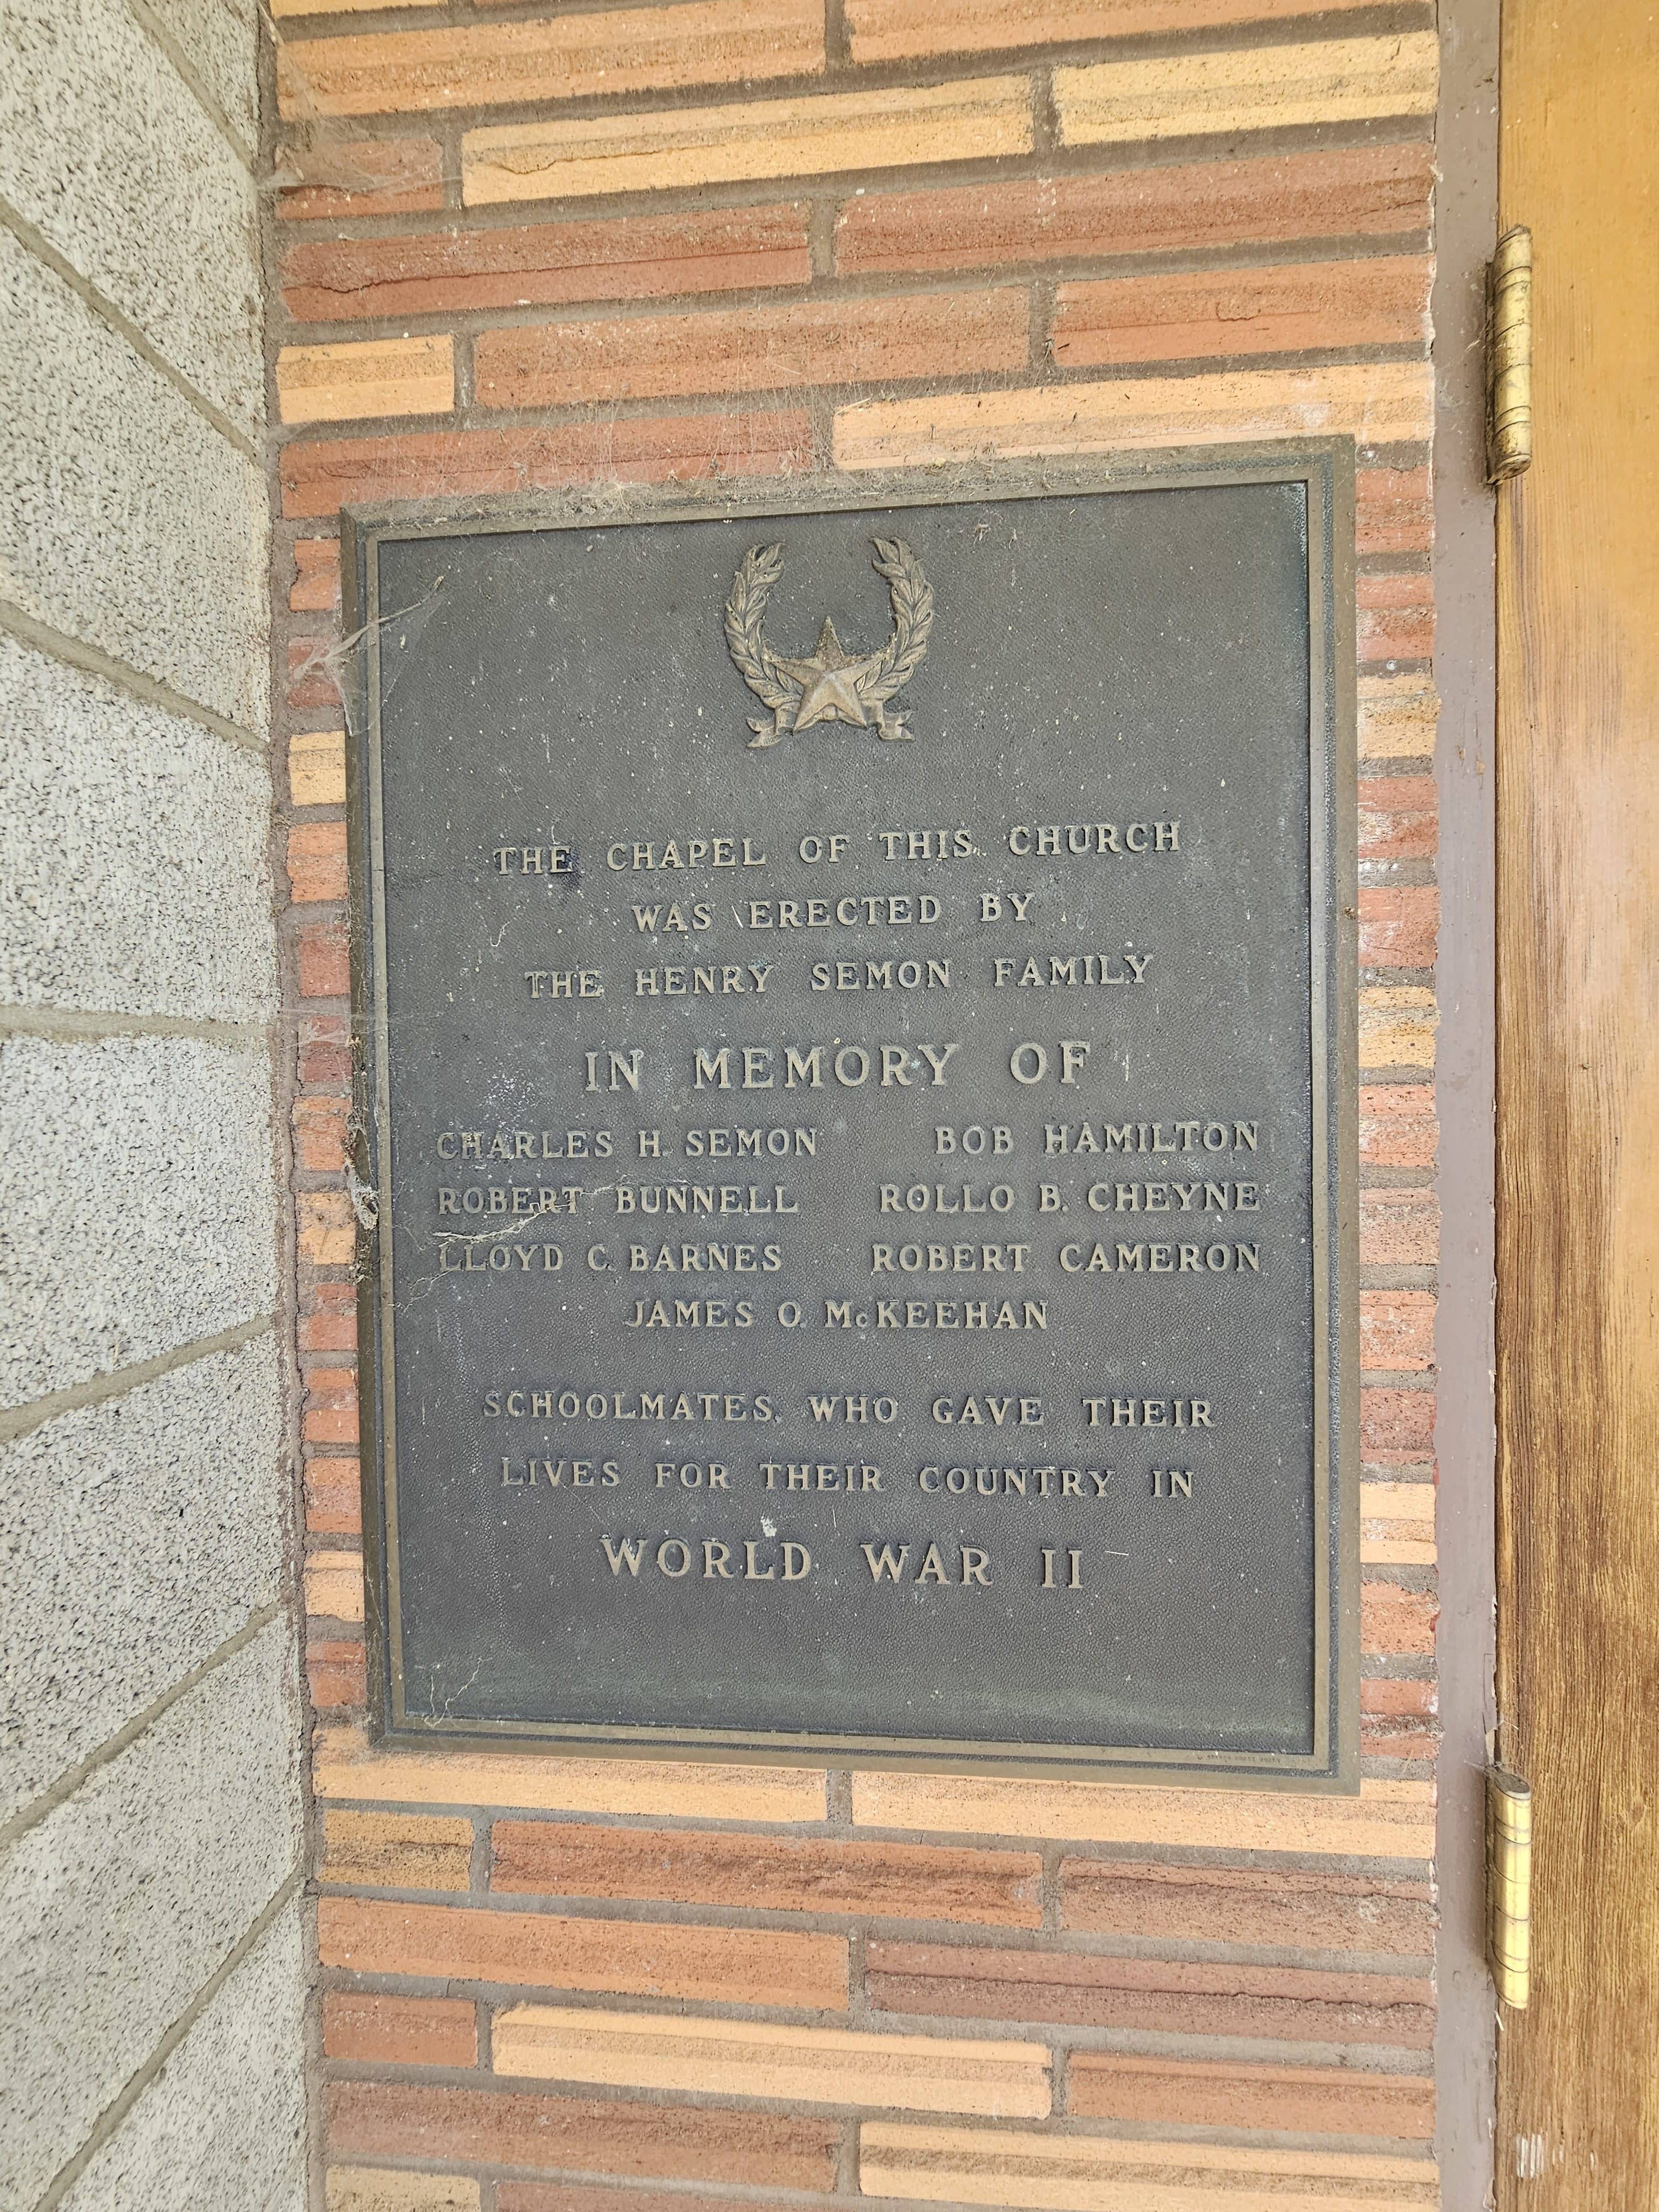 THE CHAPEL OF THIS CHURCH
WAS ERECTED BY
THE HENRY SEMON FAMILY
IN MEMORY OF
CHARLES H. SEMON BOB HAMILTON
ROBERT BUNNELL ROLLO B. CHEYNE
LLOYD C. BARNES ROBERT CAMERON
JAMES O. McKEEHAN
SCHOOLMATES WHO GAVE THEIR
LIVES FOR THEIR COUNTRY IN
WORLD WAR II